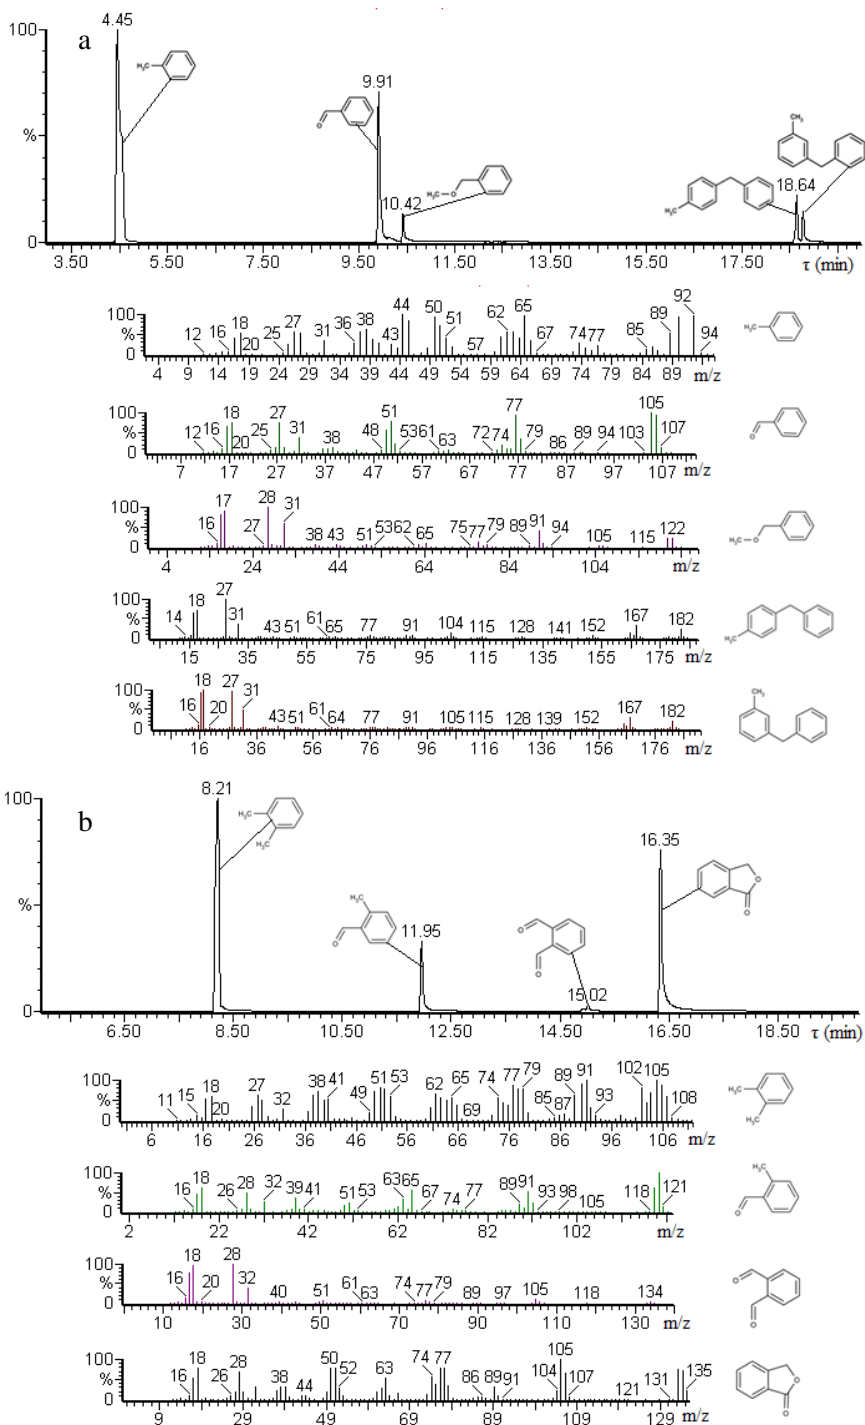 a
100
%
0
4.45
H₃C
9.91
O
10.42
H₃C O
CH₃
18.64
H₃C
3.50 5.50 7.50 9.50 11.50 13.50 15.50 17.50 τ (min)
100
%
0
12 16 18 20 25 27 31 36 38 43 44 50 51 57 62 65 67 74 77 85 89 92 94
4 9 14 19 24 29 34 39 44 49 54 59 64 69 74 79 84 89 m/z
H₃C
100
%
0
12 16 18 20 25 27 31 38 48 51 53 61 63 72 74 77 79 86 89 94 103 105 107
7 17 27 37 47 57 67 77 87 97 107 m/z
O
100
%
0
16 17 27 28 31 38 43 51 53 62 65 75 77 79 89 91 94 105 115 122
4 24 44 64 84 104 m/z
H₃C O
100
%
0
14 18 27 31 43 51 61 65 77 91 104 115 128 141 152 167 182
15 35 55 75 95 115 135 155 175 m/z
H₃C
100
%
0
16 18 20 27 31 43 51 61 64 77 91 105 115 128 139 152 167 182
16 36 56 76 96 116 136 156 176 m/z
CH₃
b
100
%
0
8.21
H₃C
CH₃
11.95
CH₃
O
15.02
O
O
16.35
O
O
6.50 8.50 10.50 12.50 14.50 16.50 18.50 τ (min)
100
%
0
11 15 18 20 27 32 38 41 49 51 53 62 65 69 74 77 79 85 87 89 91 93 102 105 108
6 16 26 36 46 56 66 76 86 96 106 m/z
H₃C
CH₃
100
%
0
16 18 26 28 32 39 41 51 53 63 65 67 74 77 89 91 93 98 105 118 121
2 22 42 62 82 102 m/z
CH₃
O
100
%
0
16 18 20 28 32 40 51 61 63 74 77 79 89 97 105 118 134
10 30 50 70 90 110 130 m/z
O
O
100
%
0
16 18 26 28 38 44 50 52 63 74 77 86 89 91 104 105 107 121 131 135
9 29 49 69 89 109 129 m/z
O
O